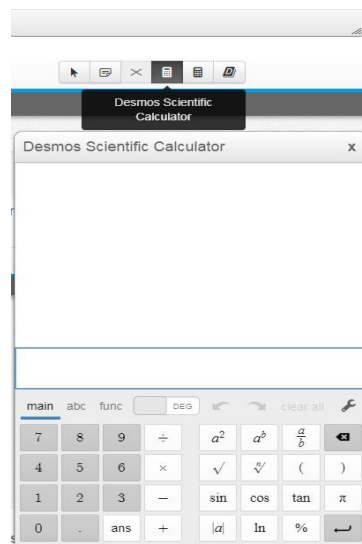 Desmos Scientific
Calculator
Desmos Scientific Calculator x
main abc func DEG clear all
7 8 9 ÷ a² aᵇ a/b
4 5 6 × √ ⁿ√ ( )
1 2 3 − sin cos tan π
0 . ans + |a| ln %